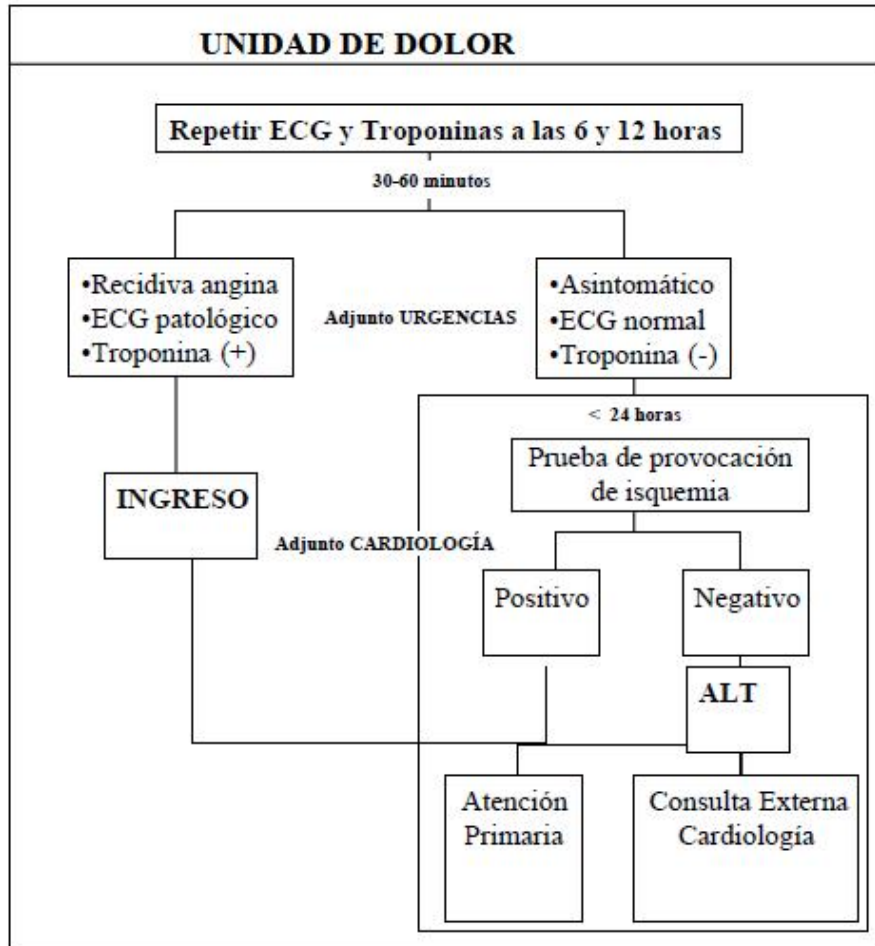 UNIDAD DE DOLOR
Repetir ECG y Troponinas a las 6 y 12 horas
30-60 minutos
•Recidiva angina
•ECG patológico
•Troponina (+)
Adjunto URGENCIAS
•Asintomático
•ECG normal
•Troponina (-)
< 24 horas
Prueba de provocación
de isquemia
INGRESO
Adjunto CARDIOLOGÍA
Positivo
Negativo
ALT
Atención
Primaria
Consulta Externa
Cardiología